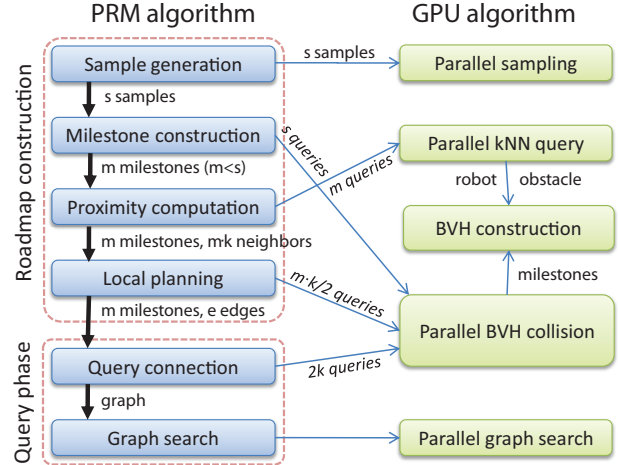 PRM algorithm
GPU algorithm
Roadmap construction
Sample generation
s samples
Parallel sampling
s samples
Milestone construction
s queries
Parallel kNN query
m milestones (m<s)
m queries
robot
obstacle
Proximity computation
BVH construction
m milestones, m·k neighbors
milestones
Local planning
m·k/2 queries
Parallel BVH collision
m milestones, e edges
Query phase
Query connection
2k queries
graph
Graph search
Parallel graph search